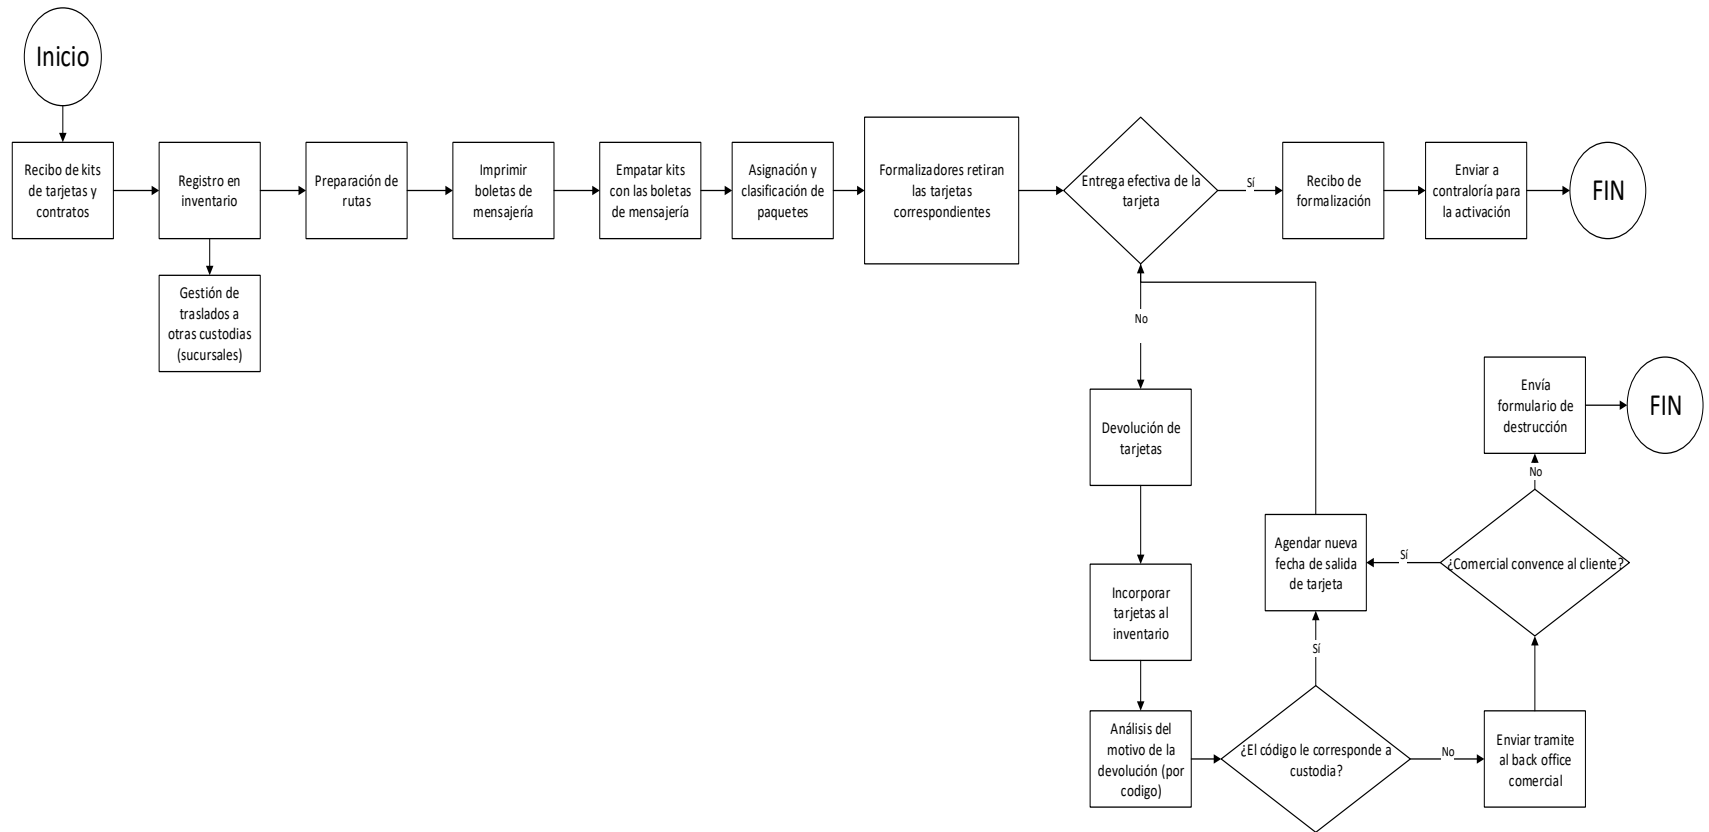 Inicio
Recibo de kits
de tarjetas y
contratos
Registro en
inventario
Preparación de
rutas
Imprimir
boletas de
mensajería
Empatar kits
con las boletas
de mensajería
Asignación y
clasificación de
paquetes
Formalizadores retiran
las tarjetas
correspondientes
Entrega efectiva de la
tarjeta
Sí
Recibo de
formalización
Enviar a
contraloría para
la activación
FIN
Gestión de
traslados a
otras custodias
(sucursales)
No
Devolución de
tarjetas
Incorporar
tarjetas al
inventario
Análisis del
motivo de la
devolución (por
codigo)
¿El código le corresponde a
custodia?
Sí
Agendar nueva
fecha de salida
de tarjeta
No
Enviar tramite
al back office
comercial
¿Comercial convence al cliente?
Sí
No
Envía
formulario de
destrucción
FIN